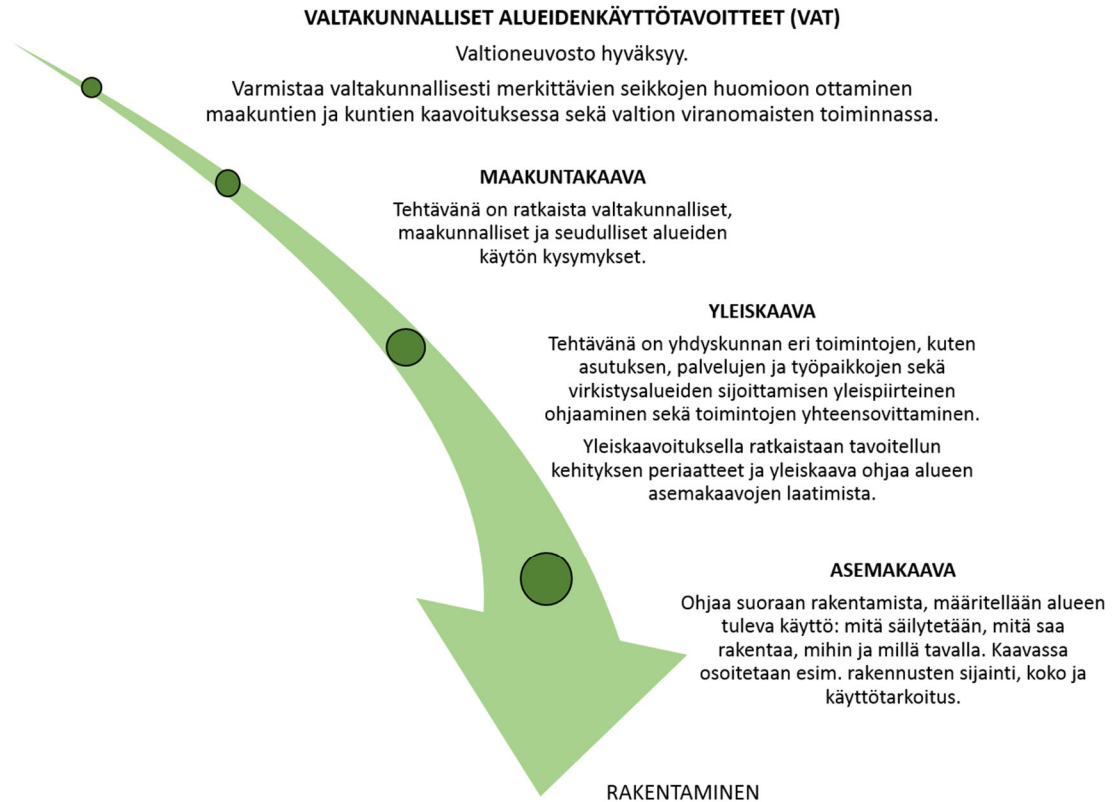 VALTAKUNNALLISET ALUEIDENKÄYTTÖTAVOITTEET (VAT)
Valtioneuvosto hyväksyy.
Varmistaa valtakunnallisesti merkittävien seikkojen huomioon ottaminen
maakuntien ja kuntien kaavoituksessa sekä valtion viranomaisten toiminnassa.
MAAKUNTAKAAVA
Tehtävänä on ratkaista valtakunnalliset,
maakunnalliset ja seudulliset alueiden
käytön kysymykset.
YLEISKAAVA
Tehtävänä on yhdyskunnan eri toimintojen, kuten
asutuksen, palvelujen ja työpaikkojen sekä
virkistysalueiden sijoittamisen yleispiirteinen
ohjaaminen sekä toimintojen yhteensovittaminen.
Yleiskaavoituksella ratkaistaan tavoitellun
kehityksen periaatteet ja yleiskaava ohjaa alueen
asemakaavojen laatimista.
ASEMAKAAVA
Ohjaa suoraan rakentamista, määritellään alueen
tuleva käyttö: mitä säilytetään, mitä saa
rakentaa, mihin ja millä tavalla. Kaavassa
osoitetaan esim. rakennusten sijainti, koko ja
käyttötarkoitus.
RAKENTAMINEN